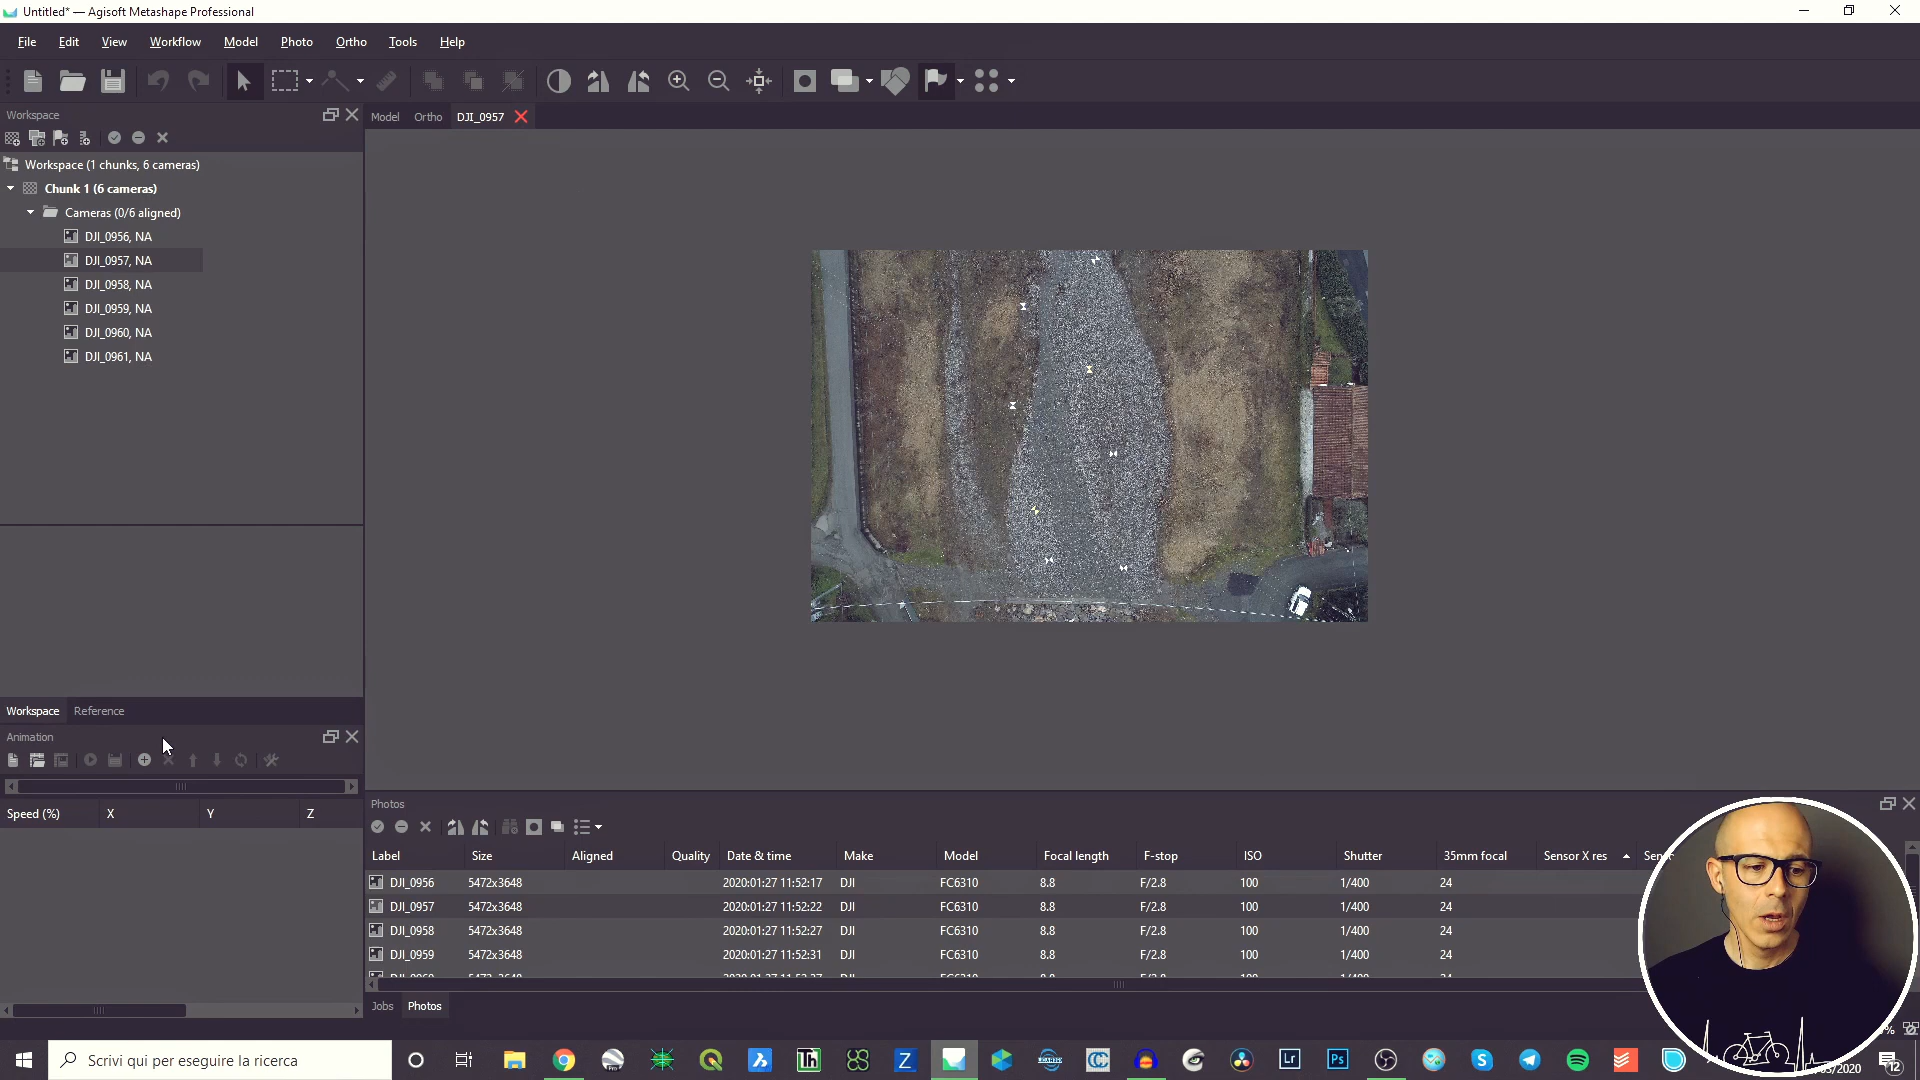 Untitled* — Agisoft Metashape Professional
File Edit View Workflow Model Photo Ortho Tools Help
Workspace
Model Ortho DJI_0957
Workspace (1 chunks, 6 cameras)
Chunk 1 (6 cameras)
Cameras (0/6 aligned)
DJI_0956, NA
DJI_0957, NA
DJI_0958, NA
DJI_0959, NA
DJI_0960, NA
DJI_0961, NA
Workspace Reference
Animation
Speed (%) X Y Z
Photos
Label Size Aligned Quality Date & time Make Model Focal length F-stop ISO Shutter 35mm focal Sensor X res
DJI_0956 5472x3648 2020:01:27 11:52:17 DJI FC6310 8.8 F/2.8 100 1/400 24
DJI_0957 5472x3648 2020:01:27 11:52:22 DJI FC6310 8.8 F/2.8 100 1/400 24
DJI_0958 5472x3648 2020:01:27 11:52:27 DJI FC6310 8.8 F/2.8 100 1/400 24
DJI_0959 5472x3648 2020:01:27 11:52:31 DJI FC6310 8.8 F/2.8 100 1/400 24
Jobs Photos
Scrivi qui per eseguire la ricerca